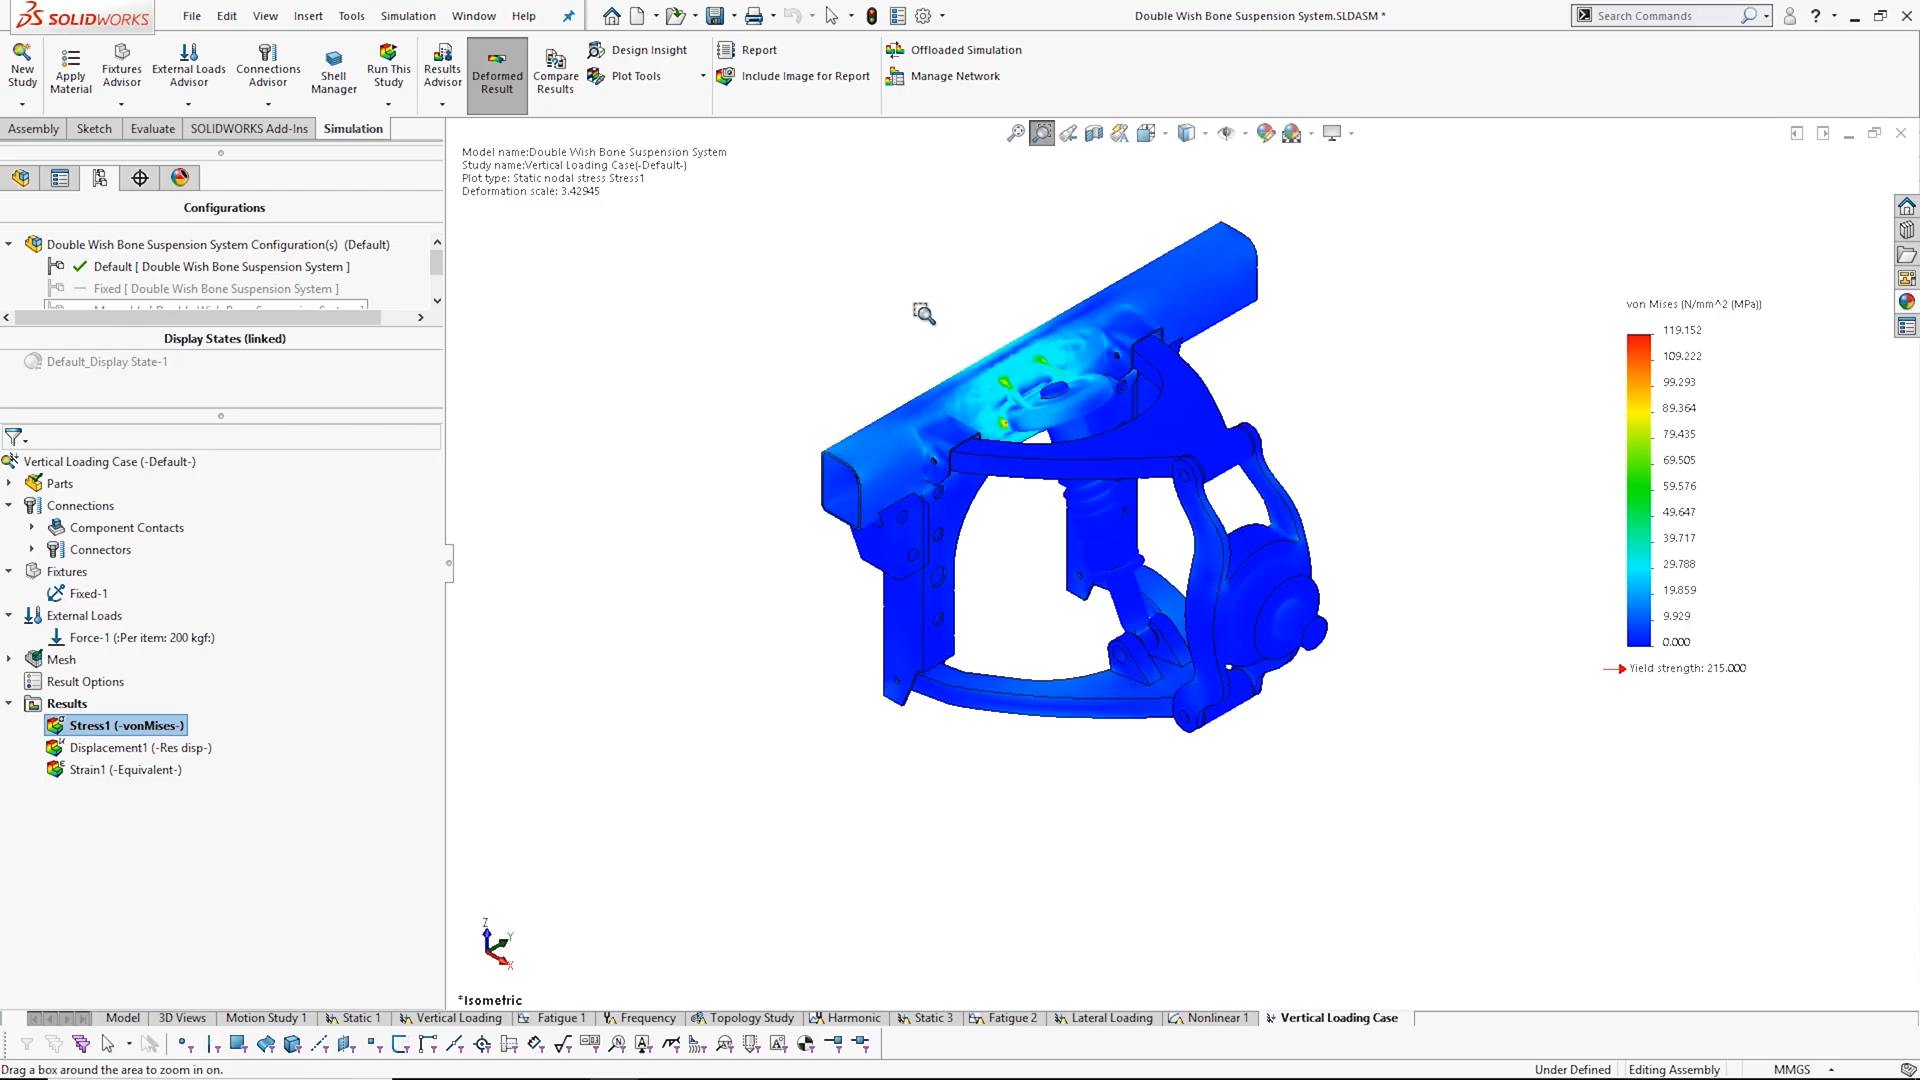 SOLIDWORKS
File Edit View Insert Tools Simulation Window Help
Double Wish Bone Suspension System.SLDASM *
Search Commands
New Study
Apply Material
Fixtures Advisor
External Loads Advisor
Connections Advisor
Shell Manager
Run This Study
Results Advisor
Deformed Result
Compare Results
Design Insight
Plot Tools
Report
Include Image for Report
Offloaded Simulation
Manage Network
Assembly Sketch Evaluate SOLIDWORKS Add-Ins Simulation
Configurations
Double Wish Bone Suspension System Configuration(s) (Default)
Default [ Double Wish Bone Suspension System ]
Fixed [ Double Wish Bone Suspension System ]
Display States (linked)
Default_Display State-1
Vertical Loading Case (-Default-)
Parts
Connections
Component Contacts
Connectors
Fixtures
Fixed-1
External Loads
Force-1 (:Per item: 200 kgf:)
Mesh
Result Options
Results
Stress1 (-vonMises-)
Displacement1 (-Res disp-)
Strain1 (-Equivalent-)
Model name:Double Wish Bone Suspension System
Study name:Vertical Loading Case(-Default-)
Plot type: Static nodal stress Stress1
Deformation scale: 3.42945
von Mises (N/mm^2 (MPa))
119.152
109.222
99.293
89.364
79.435
69.505
59.576
49.647
39.717
29.788
19.859
9.929
0.000
Yield strength: 215.000
Z
Y
X
*Isometric
Model 3D Views Motion Study 1 Static 1 Vertical Loading Fatigue 1 Frequency Topology Study Harmonic Static 3 Fatigue 2 Lateral Loading Nonlinear 1 Vertical Loading Case
Drag a box around the area to zoom in on.
Under Defined Editing Assembly MMGS